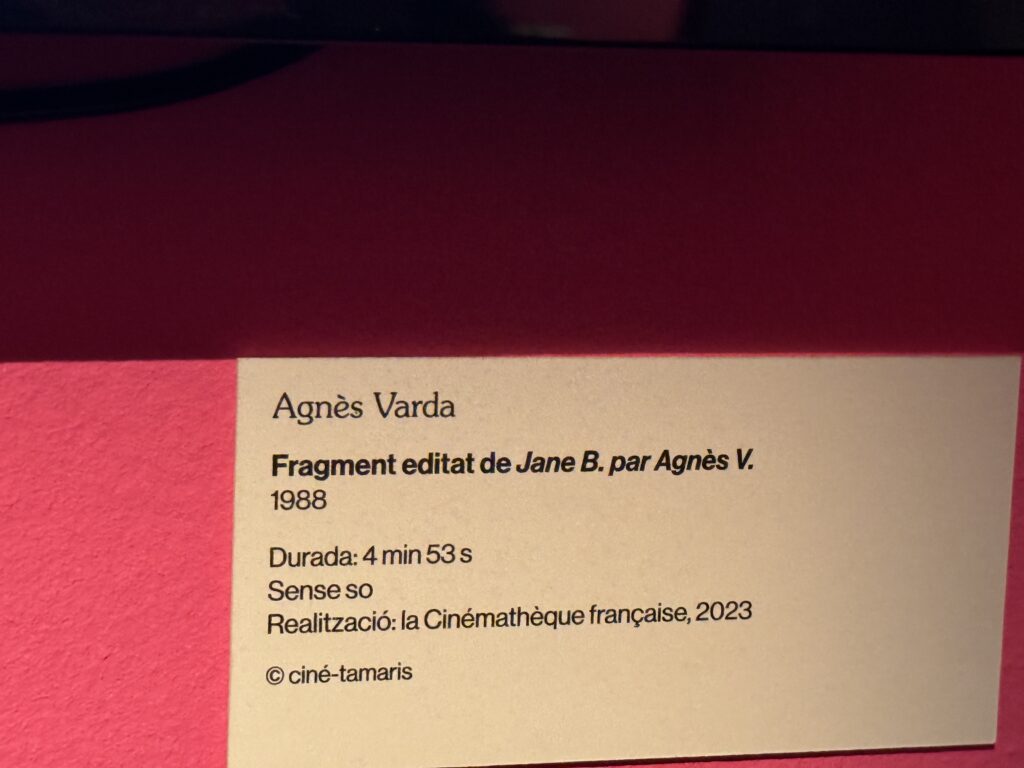 Agnès Varda
Fragment editat de Jane B. par Agnès V.
1988
Durada: 4 min 53 s
Sense so
Realització: la Cinémathèque française, 2023
© ciné-tamaris